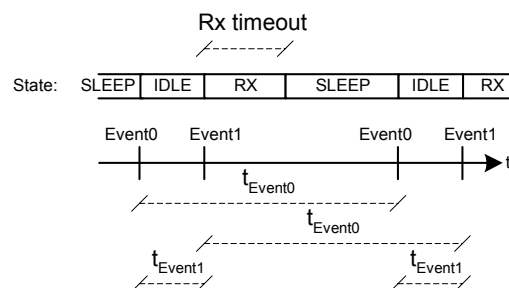 Rx timeout
State: SLEEP IDLE RX SLEEP IDLE RX
Event0 Event1 Event0 Event1
t
tEvent0
tEvent0
tEvent1 tEvent1